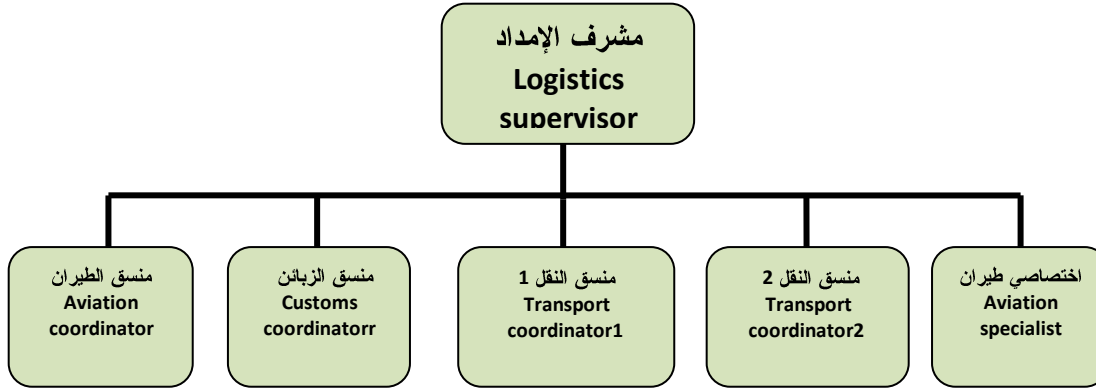 مشرف الإمداد
Logistics
supervisor
منسق الطيران
Aviation
coordinator
منسق الزبائن
Customs
coordinatorr
منسق النقل 1
Transport
coordinator1
منسق النقل 2
Transport
coordinator2
اختصاصي طيران
Aviation
specialist